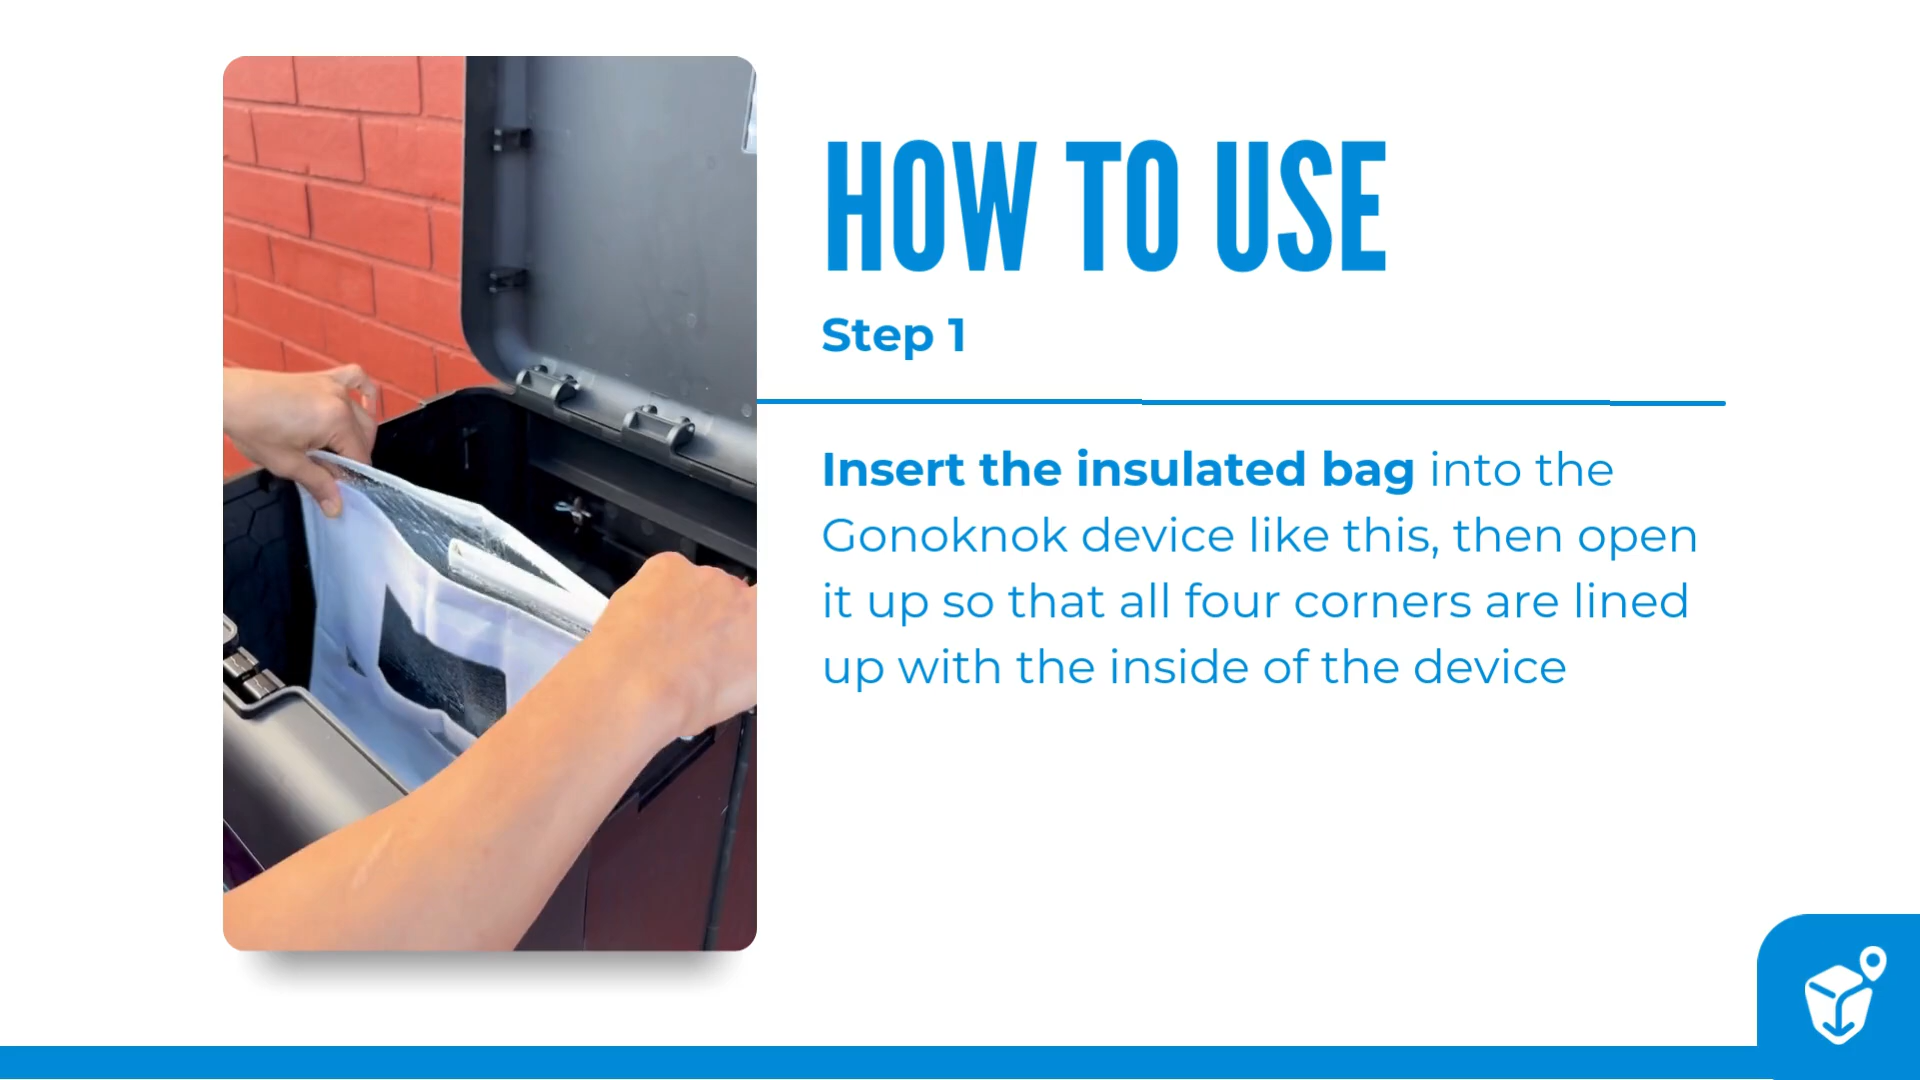 HOW TO USE
Step 1
Insert the insulated bag into the
Gonoknok device like this, then open
it up so that all four corners are lined
up with the inside of the device